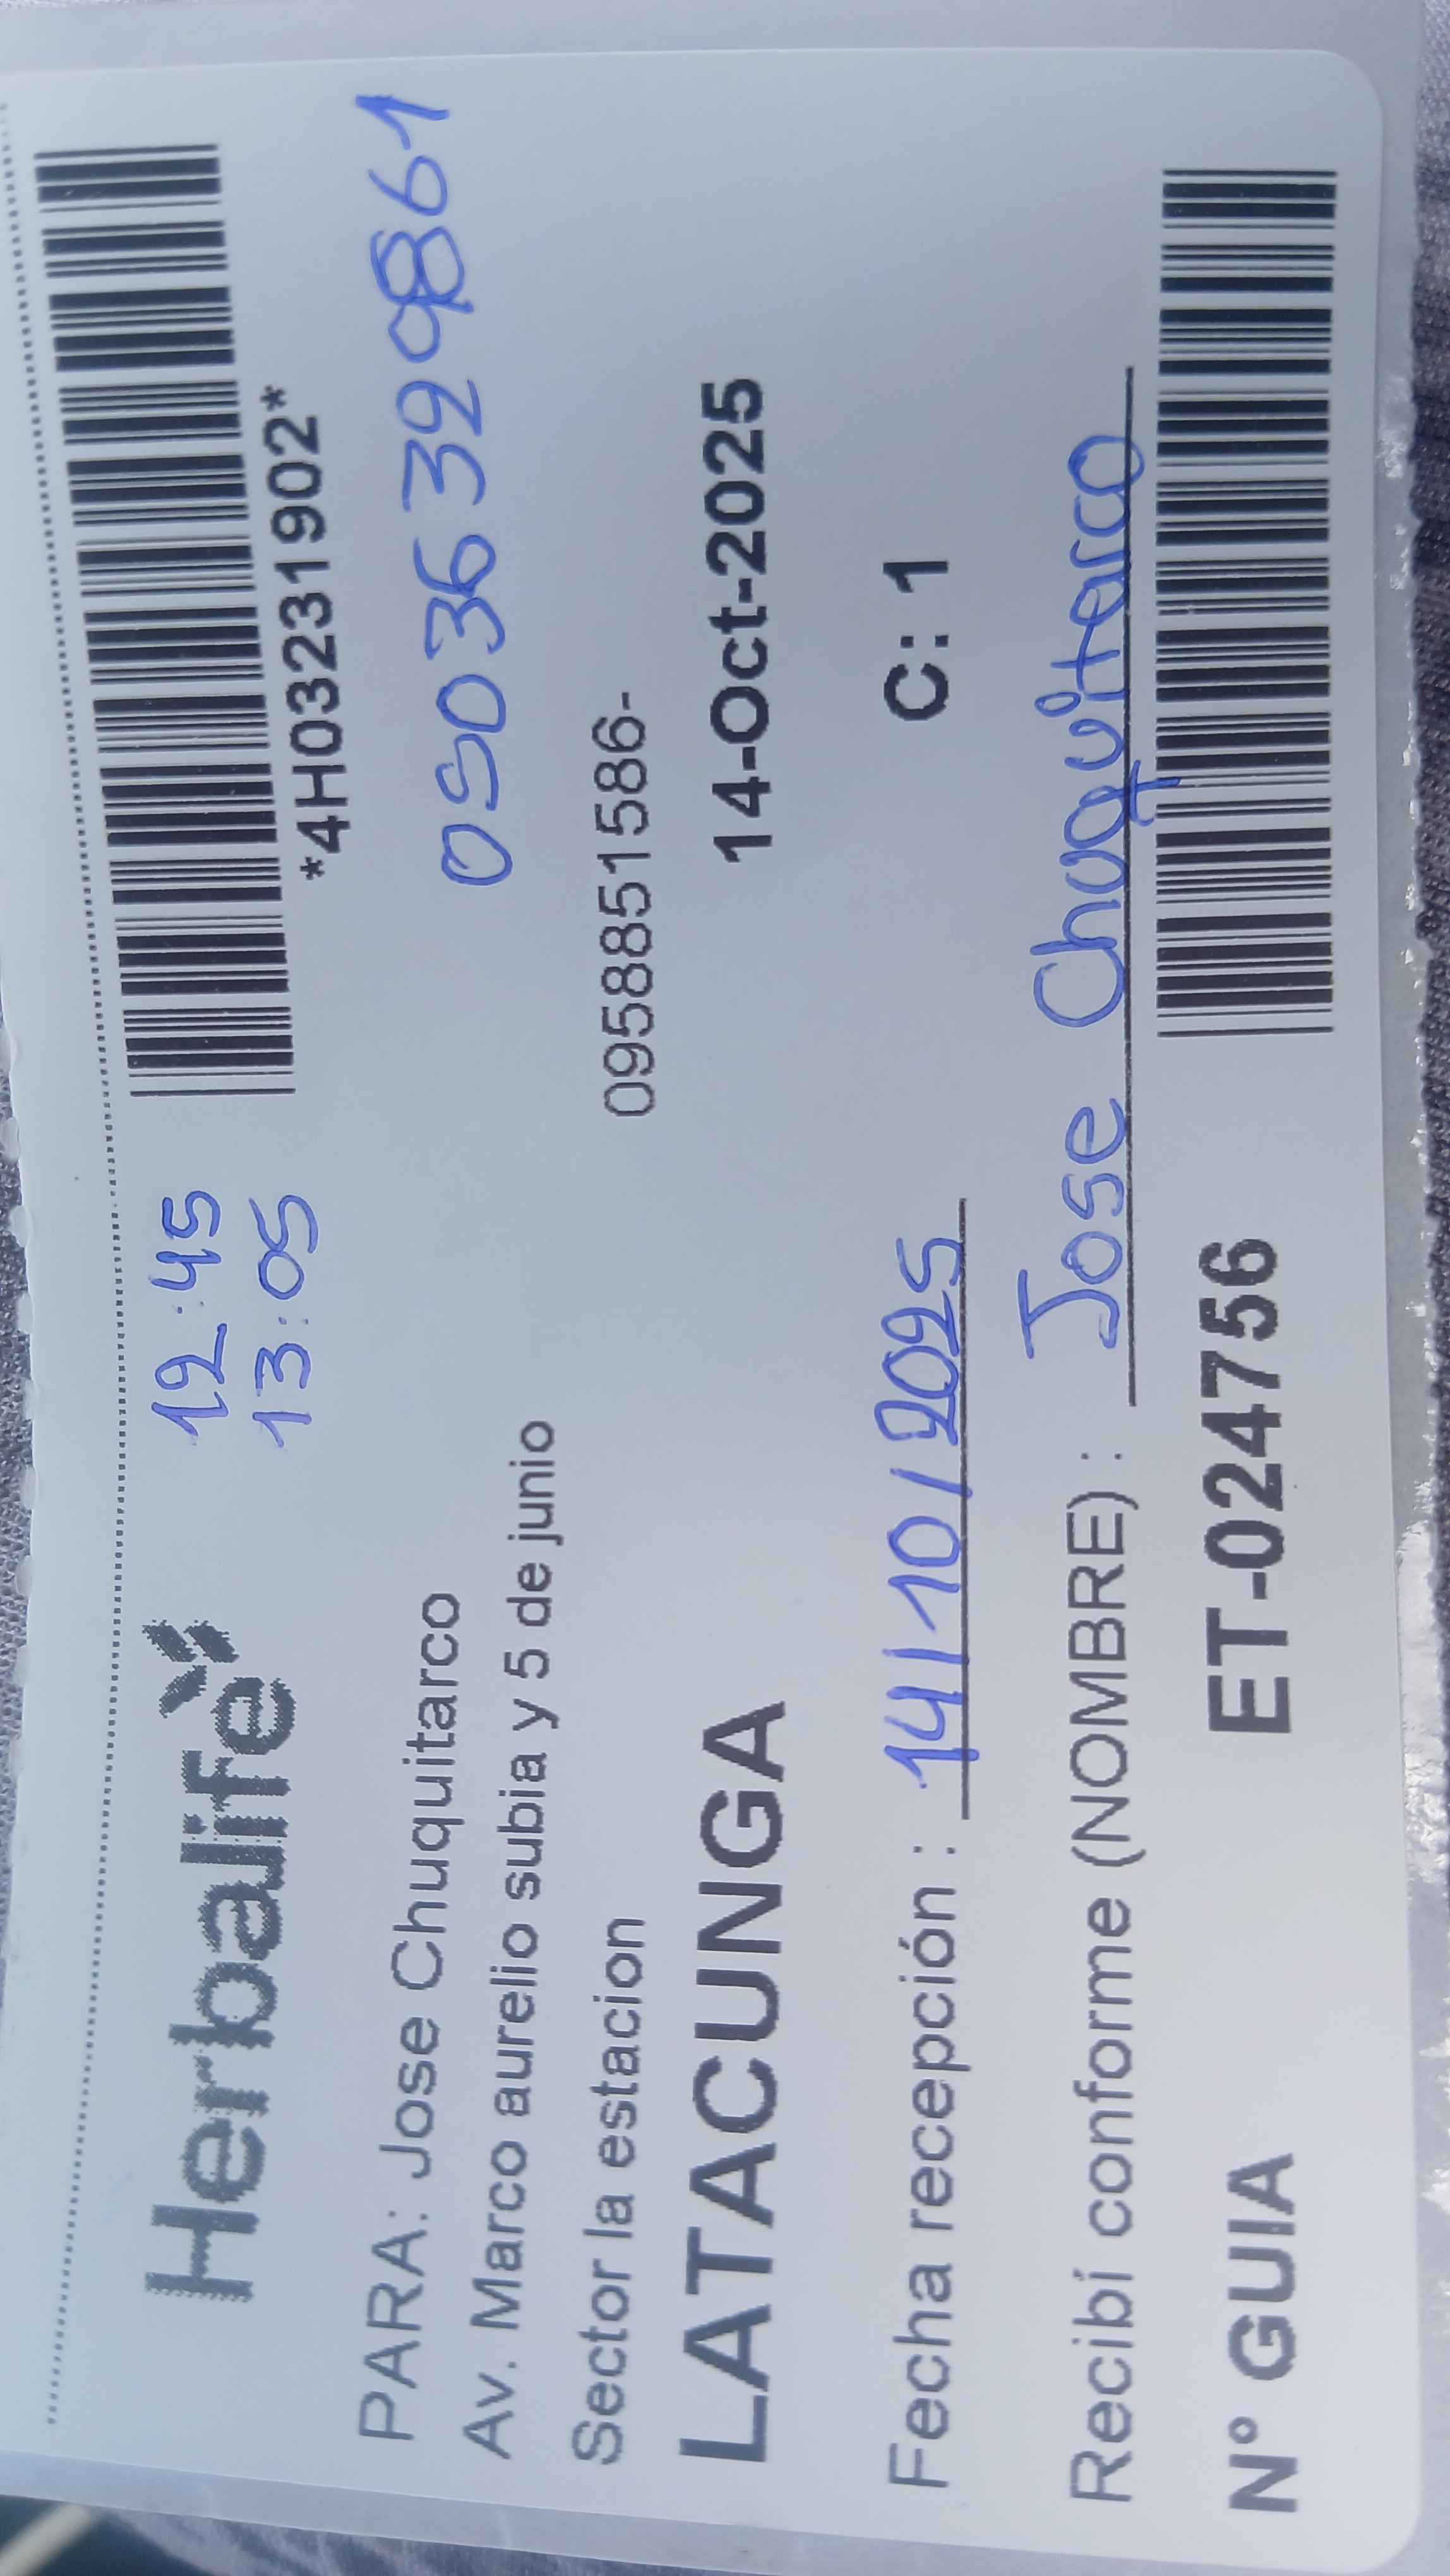 Herbalife
12:45
13:05
*4H03231902*
PARA: Jose Chuquitarco
0503639861
Av. Marco aurelio subia y 5 de junio
Sector la estacion
0958851586-
LATACUNGA
14-Oct-2025
Fecha recepción : 14/10/2025
C: 1
Recibí conforme (NOMBRE) : Jose Chuquitarco
N° GUIA
ET-024756